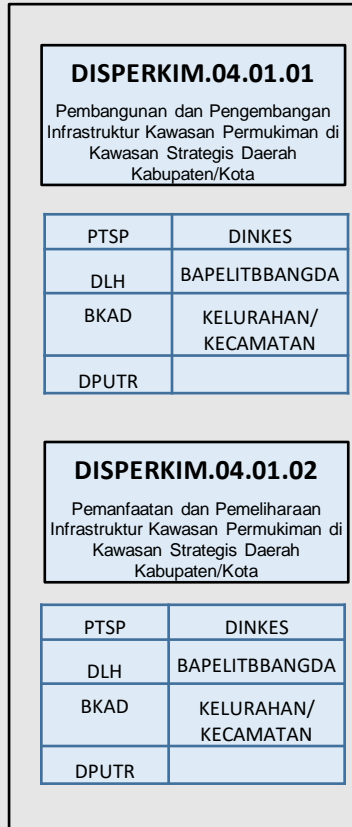 DISPERKIM.04.01.01
Pembangunan dan Pengembangan
Infrastruktur Kawasan Permukiman di
Kawasan Strategis Daerah
Kabupaten/Kota
PTSP DINKES
DLH BAPELITBBANGDA
BKAD KELURAHAN/
KECAMATAN
DPUTR
DISPERKIM.04.01.02
Pemanfaatan dan Pemeliharaan
Infrastruktur Kawasan Permukiman di
Kawasan Strategis Daerah
Kabupaten/Kota
PTSP DINKES
DLH BAPELITBBANGDA
BKAD KELURAHAN/
KECAMATAN
DPUTR